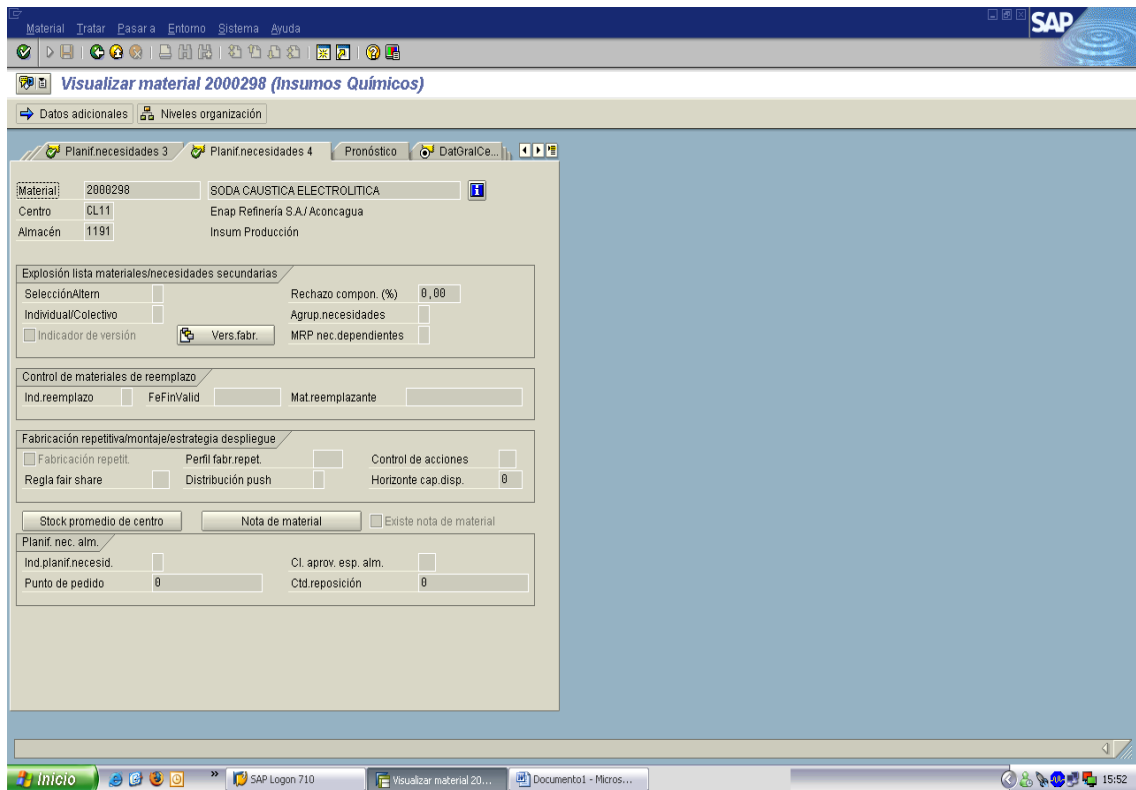 Material Tratar Pasar a Entorno Sistema Ayuda
SAP
Visualizar material 2000298 (Insumos Químicos)
Datos adicionales Niveles organización
Planif.necesidades 3 Planif.necesidades 4 Pronóstico DatGralCe...
Material 2000298 SODA CAUSTICA ELECTROLITICA
Centro CL11 Enap Refinería S.A./ Aconcagua
Almacén 1191 Insum Producción
Explosión lista materiales/necesidades secundarias
SelecciónAltern Rechazo compon. (%) 0,00
Individual/Colectivo Agrup.necesidades
Indicador de versión Vers.fabr. MRP nec.dependientes
Control de materiales de reemplazo
Ind.reemplazo FeFinValid Mat.reemplazante
Fabricación repetitiva/montaje/estrategia despliegue
Fabricación repetit. Perfil fabr.repet. Control de acciones
Regla fair share Distribución push Horizonte cap.disp. 0
Stock promedio de centro Nota de material Existe nota de material
Planif. nec. alm.
Ind.planif.necesid. Cl. aprov. esp. alm.
Punto de pedido 0 Ctd.reposición 0
Inicio » SAP Logon 710 Visualizar material 20... Documento1 - Micros... 15:52